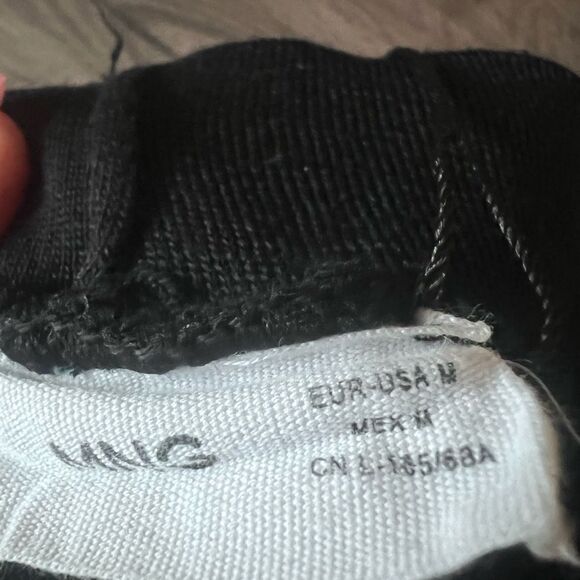 MNG
EUR-USA M
MEX M
CN L-165/68A